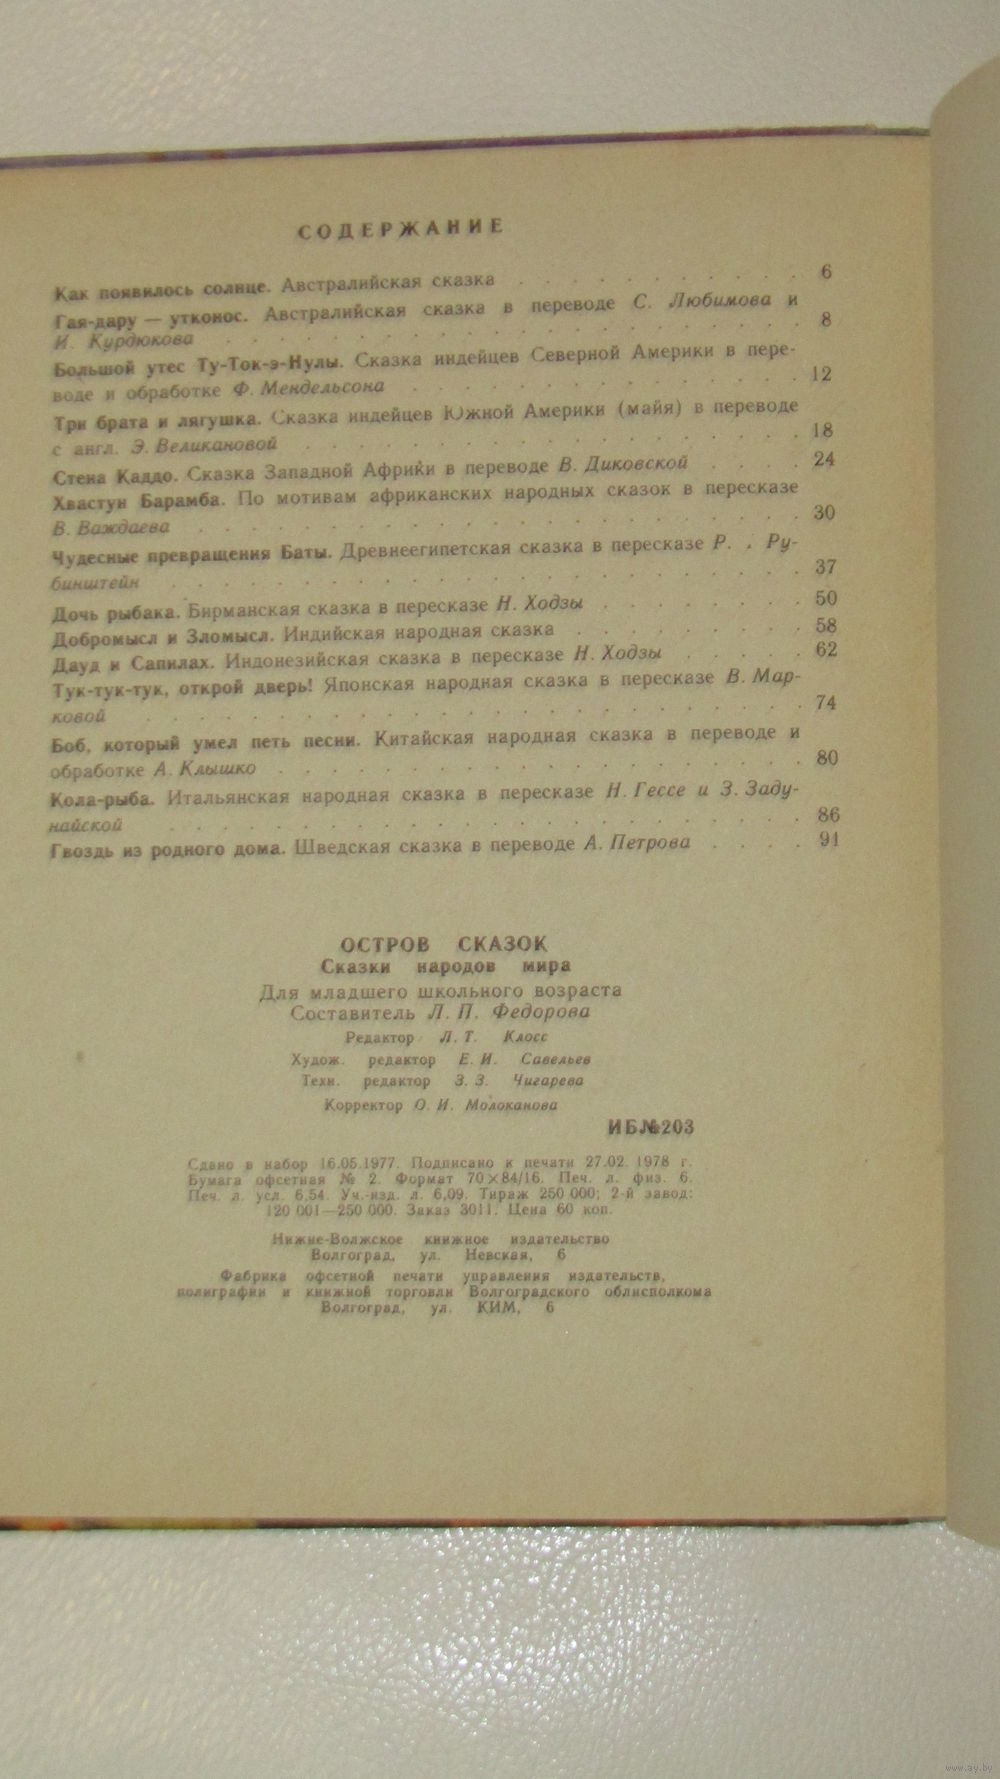 СОДЕРЖАНИЕ
Как появилось солнце. Австралийская сказка . . . . . . . . . . . 6
Гая-дару — утконос. Австралийская сказка в переводе С. Любимова и
И. Курдюкова . . . . . . . . . . . . . . . . . . . . . . 8
Большой утес Ту-Ток-э-Нулы. Сказка индейцев Северной Америки в пере-
воде и обработке Ф. Мендельсона . . . . . . . . . . . . . . . 12
Три брата и лягушка. Сказка индейцев Южной Америки (майя) в переводе
с англ. Э. Великановой . . . . . . . . . . . . . . . . . . . 18
Стена Каддо. Сказка Западной Африки в переводе В. Диковской . . . . 24
Хвастун Барамба. По мотивам африканских народных сказок в пересказе
В. Важдаева . . . . . . . . . . . . . . . . . . . . . . . 30
Чудесные превращения Баты. Древнеегипетская сказка в пересказе Р. . Ру-
бинштейн . . . . . . . . . . . . . . . . . . . . . . . . 37
Дочь рыбака. Бирманская сказка в пересказе Н. Ходзы . . . . . . . . 50
Добромысл и Зломысл. Индийская народная сказка . . . . . . . . . 58
Дауд и Сапилах. Индонезийская сказка в пересказе Н. Ходзы . . . . . 62
Тук-тук-тук, открой дверь! Японская народная сказка в пересказе В. Мар-
ковой . . . . . . . . . . . . . . . . . . . . . . . . . 74
Боб, который умел петь песни. Китайская народная сказка в переводе и
обработке А. Клышко . . . . . . . . . . . . . . . . . . . . 80
Кола-рыба. Итальянская народная сказка в пересказе Н. Гессе и З. Заду-
найской . . . . . . . . . . . . . . . . . . . . . . . . 86
Гвоздь из родного дома. Шведская сказка в переводе А. Петрова . . . . 91
ОСТРОВ СКАЗОК
Сказки народов мира
Для младшего школьного возраста
Составитель Л. П. Федорова
Редактор Л. Т. Клосс
Худож. редактор Е. И. Савельев
Техн. редактор З. З. Чигарева
Корректор О. И. Молоканова
ИБ№203
Сдано в набор 16.05.1977. Подписано к печати 27.02. 1978 г.
Бумага офсетная № 2. Формат 70×84/16. Печ. л. физ. 6.
Печ. л. усл. 6,54. Уч.-изд. л. 6,09. Тираж 250 000; 2-й завод:
120 001—250 000. Заказ 3011. Цена 60 коп.
Нижне-Волжское книжное издательство
Волгоград, ул. Невская, 6
Фабрика офсетной печати управления издательств,
полиграфии и книжной торговли Волгоградского облисполкома
Волгоград, ул. КИМ, 6
www.ay.by